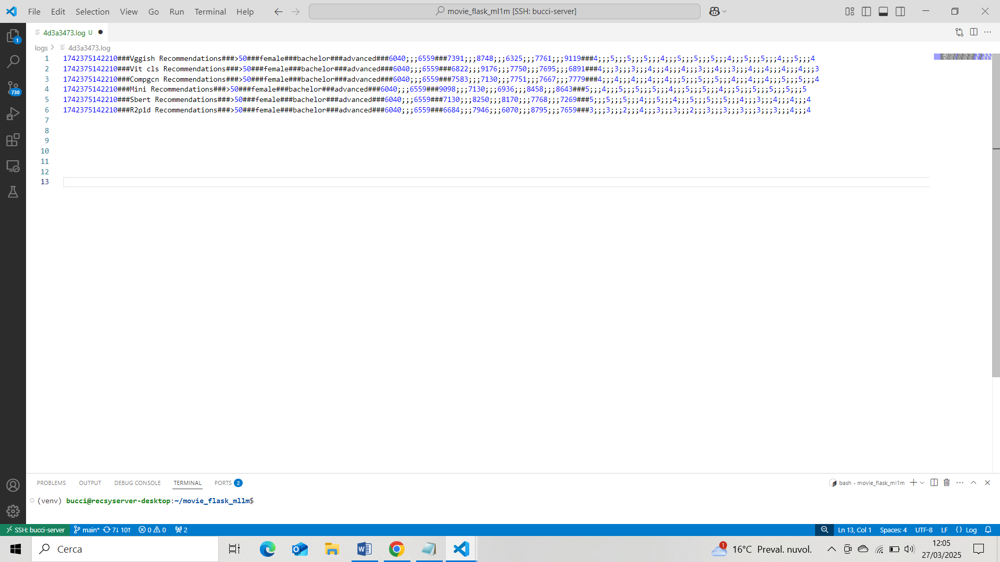 File Edit Selection View Go Run Terminal Help
movie_flask_ml1m [SSH: bucci-server]
4d3a3473.log U
logs > 4d3a3473.log
1 1742375142210###Vggish Recommendations###>50###female###bachelor###advanced###6040;;;6559###7391;;;8748;;;6325;;;7761;;;9119###4;;;5;;;5;;;5;;;4;;;5;;;5;;;5;;;4;;;5;;;5;;;4;;;5;;;4
2 1742375142210###Vit cls Recommendations###>50###female###bachelor###advanced###6040;;;6559###6822;;;9176;;;7750;;;7695;;;6891###4;;;3;;;3;;;4;;;4;;;4;;;3;;;4;;;3;;;4;;;4;;;4;;;4;;;3
3 1742375142210###Compgcn Recommendations###>50###female###bachelor###advanced###6040;;;6559###7583;;;7130;;;7751;;;7667;;;7779###4;;;4;;;4;;;4;;;4;;;5;;;5;;;5;;;4;;;4;;;4;;;5;;;5;;;4
4 1742375142210###Mini Recommendations###>50###female###bachelor###advanced###6040;;;6559###9098;;;7130;;;6936;;;8458;;;8643###5;;;4;;;5;;;5;;;5;;;4;;;5;;;5;;;4;;;5;;;5;;;5;;;5;;;5
5 1742375142210###Sbert Recommendations###>50###female###bachelor###advanced###6040;;;6559###7130;;;8250;;;8170;;;7768;;;7269###5;;;5;;;5;;;4;;;5;;;4;;;5;;;5;;;5;;;4;;;3;;;4;;;4;;;4
6 1742375142210###R2p1d Recommendations###>50###female###bachelor###advanced###6040;;;6559###6684;;;7946;;;6070;;;8795;;;7659###3;;;3;;;2;;;4;;;3;;;3;;;2;;;3;;;3;;;3;;;3;;;3;;;4;;;4
7
8
9
10
11
12
13
1
730
PROBLEMS OUTPUT DEBUG CONSOLE TERMINAL PORTS 2
bash - movie_flask_ml1m
(venv) bucci@recsyserver-desktop:~/movie_flask_ml1m$
SSH: bucci-server main* 7↓ 10↑ 0 0 2
Ln 13, Col 1 Spaces: 4 UTF-8 LF {} Log
Cerca
1 16°C Preval. nuvol.
12:05
27/03/2025